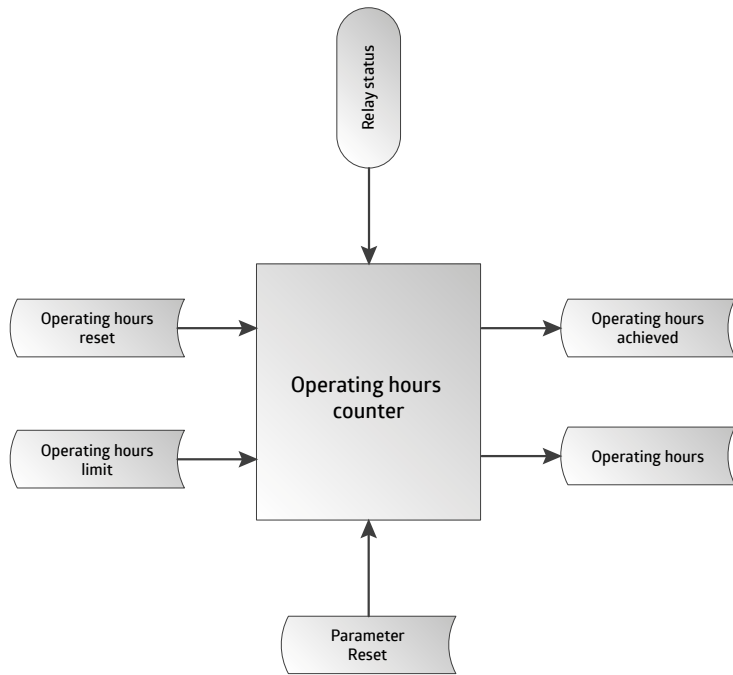 Relay status
Operating hours
reset
Operating hours
achieved
Operating hours
counter
Operating hours
limit
Operating hours
Parameter
Reset